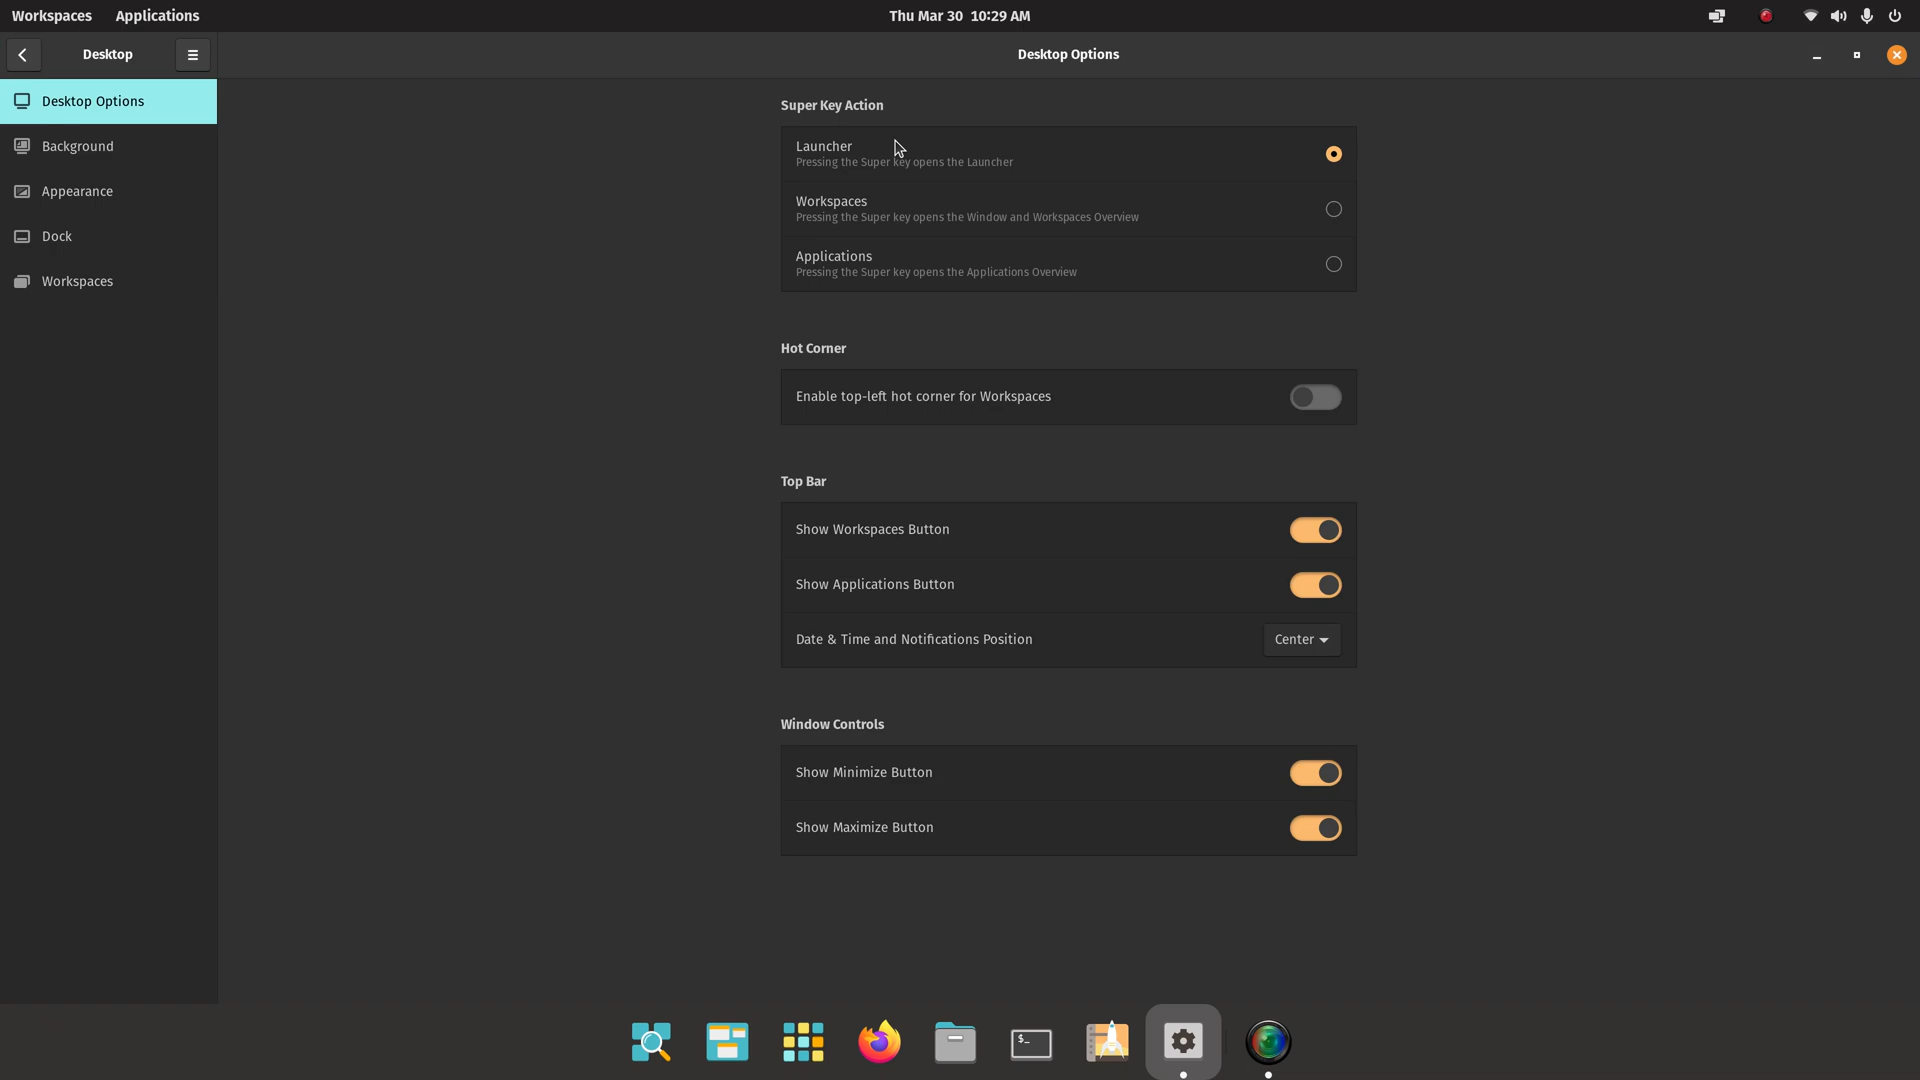 Workspaces Applications Thu Mar 30 10:29 AM
Desktop Desktop Options
Desktop Options
Background
Appearance
Dock
Workspaces
Super Key Action
Launcher
Pressing the Super key opens the Launcher
Workspaces
Pressing the Super key opens the Window and Workspaces Overview
Applications
Pressing the Super key opens the Applications Overview
Hot Corner
Enable top-left hot corner for Workspaces
Top Bar
Show Workspaces Button
Show Applications Button
Date & Time and Notifications Position Center
Window Controls
Show Minimize Button
Show Maximize Button
$_